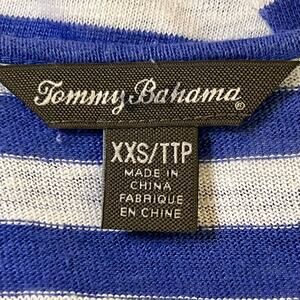 Tommy Bahama®
XXS/TTP
MADE IN
CHINA
FABRIQUE
EN CHINE